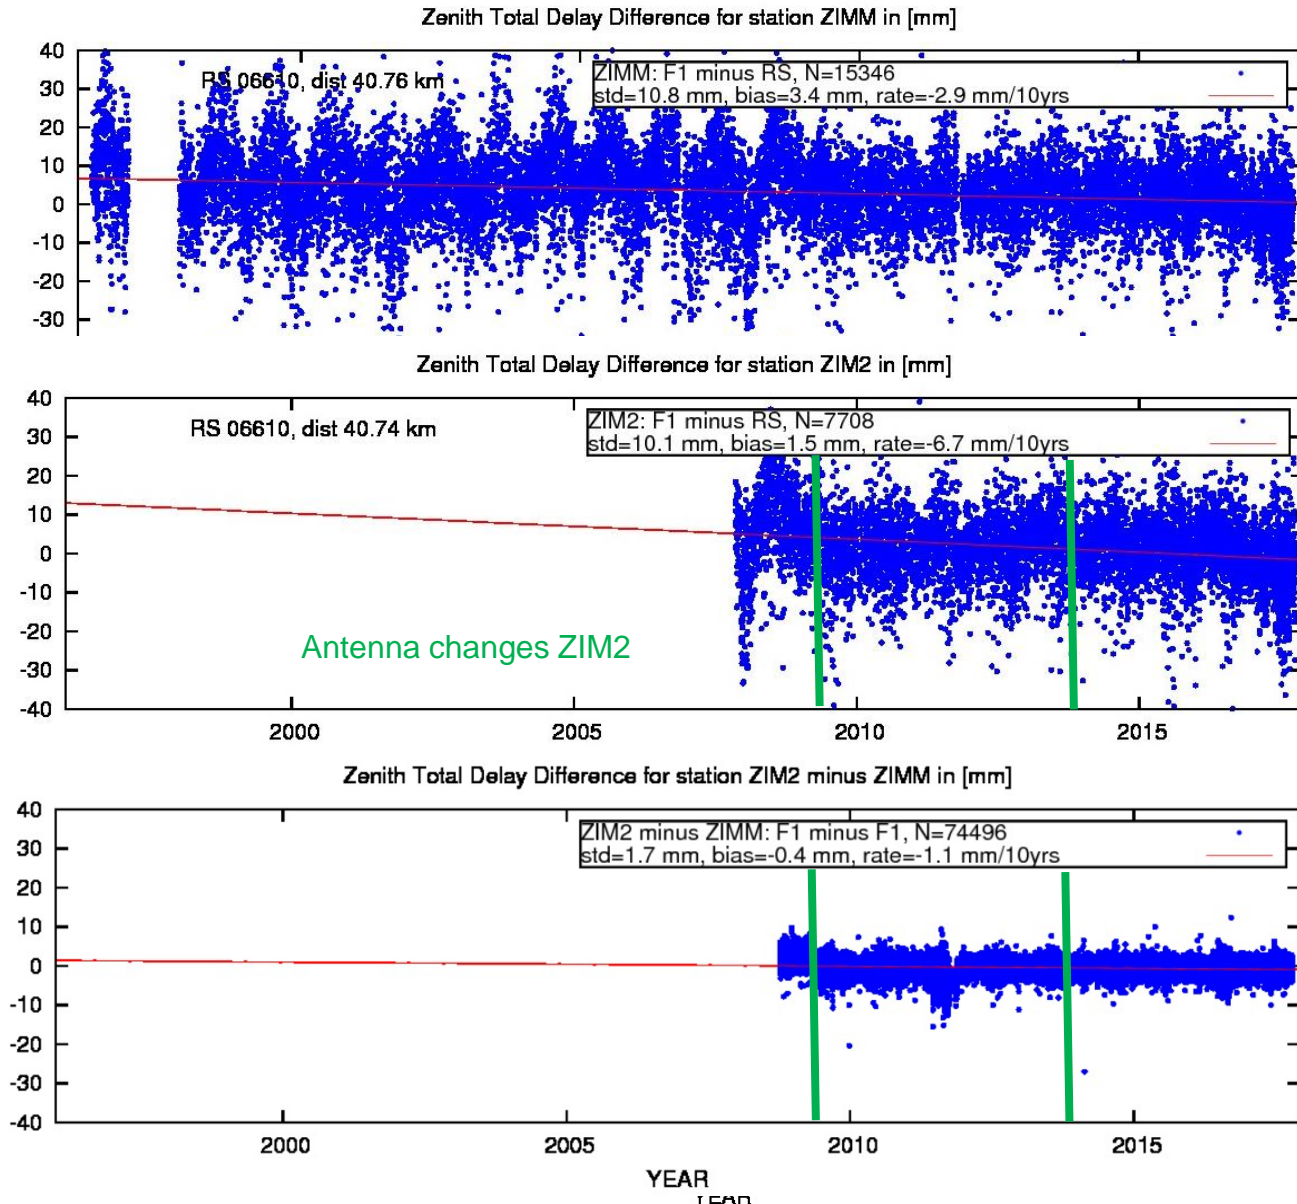 Zenith Total Delay Difference for station ZIMM in [mm]
40
30
20
10
0
-10
-20
-30
RS 06610, dist 40.76 km
ZIMM: F1 minus RS, N=15346
std=10.8 mm, bias=3.4 mm, rate=-2.9 mm/10yrs
Zenith Total Delay Difference for station ZIM2 in [mm]
40
30
20
10
0
-10
-20
-30
-40
RS 06610, dist 40.74 km
ZIM2: F1 minus RS, N=7708
std=10.1 mm, bias=1.5 mm, rate=-6.7 mm/10yrs
Antenna changes ZIM2
2000 2005 2010 2015
Zenith Total Delay Difference for station ZIM2 minus ZIMM in [mm]
40
30
20
10
0
-10
-20
-30
-40
ZIM2 minus ZIMM: F1 minus F1, N=74496
std=1.7 mm, bias=-0.4 mm, rate=-1.1 mm/10yrs
2000 2005 2010 2015
YEAR
YEAR